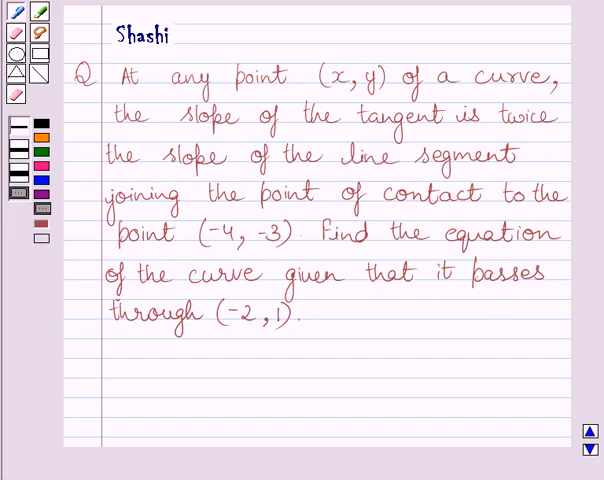 Shashi
Q At any point (x, y) of a curve,
the slope of the tangent is twice
the slope of the line segment
joining the point of contact to the
point (-4, -3). Find the equation
of the curve given that it passes
through (-2, 1).